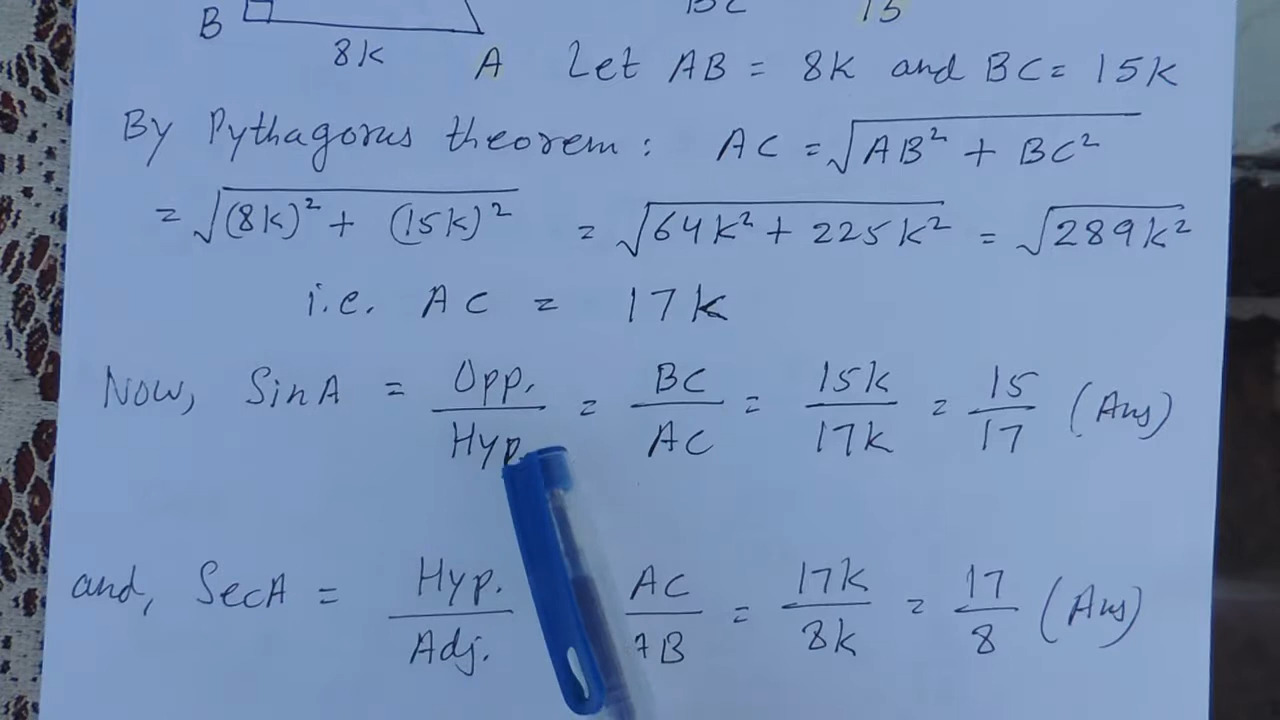 B BC 15
8k A Let AB = 8k and BC = 15k
By Pythagorus theorem : AC = √(AB² + BC²)
= √((8k)² + (15k)²) = √(64k² + 225k²) = √(289k²)
i.e. AC = 17k
Now, SinA = Opp./Hyp. = BC/AC = 15k/17k = 15/17 (Ans)
and, SecA = Hyp./Adj. AC/AB = 17k/8k = 17/8 (Ans)